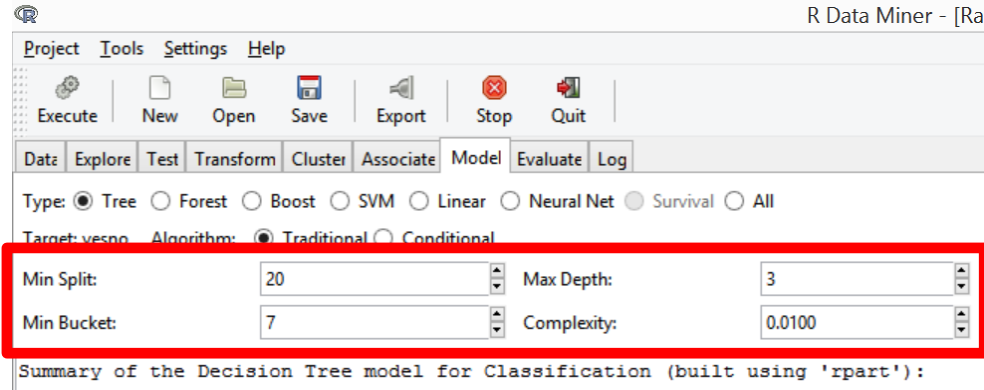 R Data Miner - [Ra
Project Tools Settings Help
Execute New Open Save Export Stop Quit
Data Explore Test Transform Cluster Associate Model Evaluate Log
Type: Tree Forest Boost SVM Linear Neural Net Survival All
Target: yesno Algorithm: Traditional Conditional
Min Split: 20 Max Depth: 3
Min Bucket: 7 Complexity: 0.0100
Summary of the Decision Tree model for Classification (built using 'rpart'):